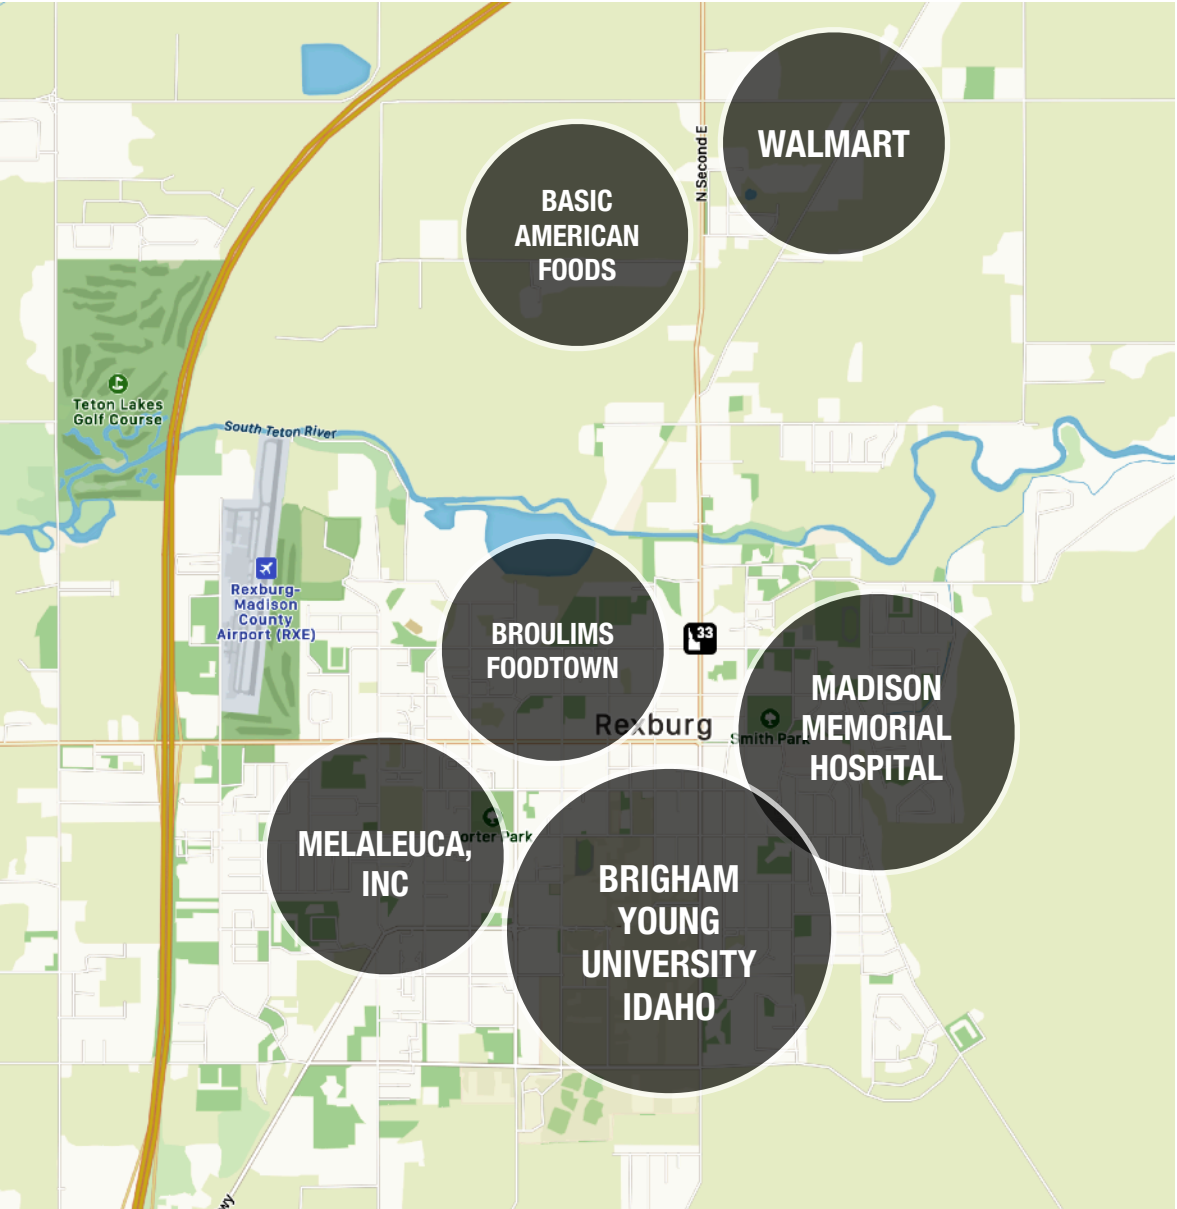 WALMART
N Second E
BASIC
AMERICAN
FOODS
Teton Lakes
Golf Course
South Teton River
Rexburg-
Madison
County
Airport (RXE)
BROULIMS
FOODTOWN
33
MADISON
MEMORIAL
HOSPITAL
Rexburg
Smith Park
MELALEUCA,
INC
orter Park
BRIGHAM
YOUNG
UNIVERSITY
IDAHO
wy